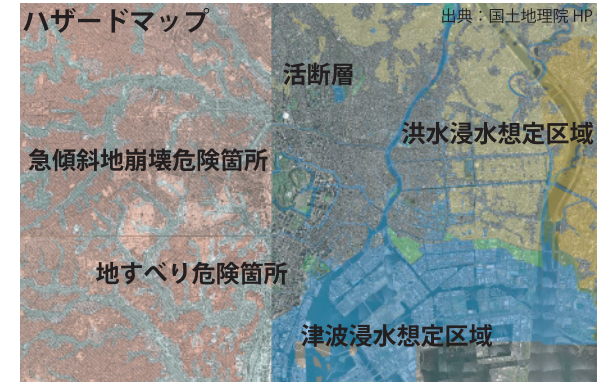 ハザードマップ
出典：国土地理院 HP
活断層
洪水浸水想定区域
急傾斜地崩壊危険箇所
地すべり危険箇所
津波浸水想定区域